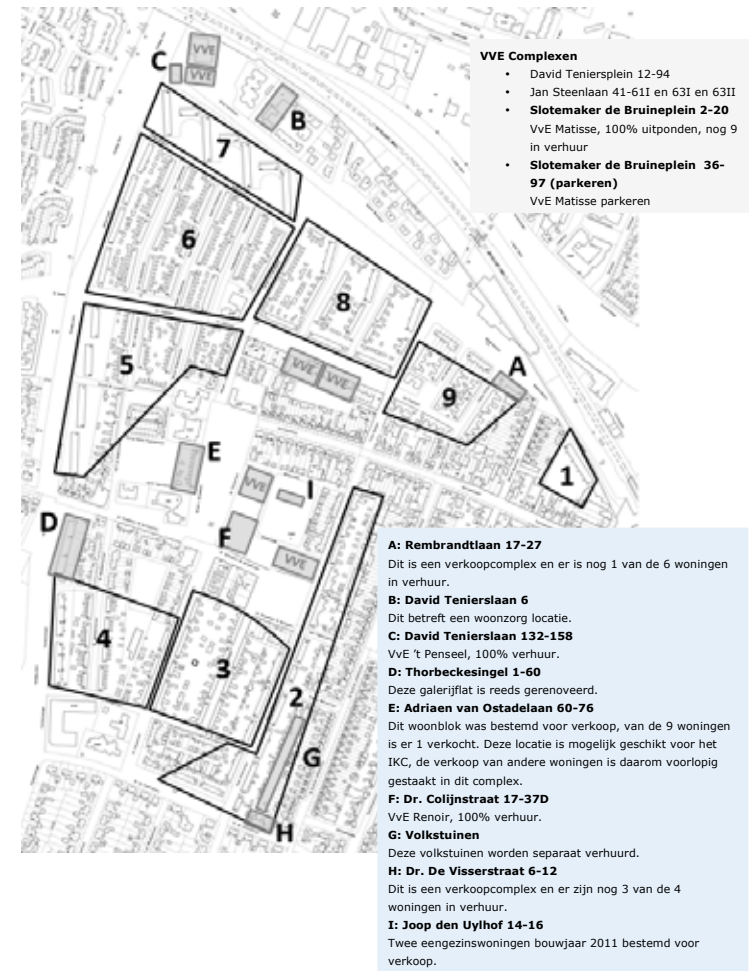 VVE Complexen
• David Teniersplein 12-94
• Jan Steenlaan 41-61I en 63I en 63II
• Slotemaker de Bruineplein 2-20
VvE Matisse, 100% uitponden, nog 9
in verhuur
• Slotemaker de Bruineplein 36-
97 (parkeren)
VvE Matisse parkeren
VVE
C
VVE
B
7
6
8
A
5
VVE VVE
9
E
1
VVE
I
D
F
VVE
4
3
2
G
H
A: Rembrandtlaan 17-27
Dit is een verkoopcomplex en er is nog 1 van de 6 woningen
in verhuur.
B: David Tenierslaan 6
Dit betreft een woonzorg locatie.
C: David Tenierslaan 132-158
VvE ’t Penseel, 100% verhuur.
D: Thorbeckesingel 1-60
Deze galerijflat is reeds gerenoveerd.
E: Adriaen van Ostadelaan 60-76
Dit woonblok was bestemd voor verkoop, van de 9 woningen
is er 1 verkocht. Deze locatie is mogelijk geschikt voor het
IKC, de verkoop van andere woningen is daarom voorlopig
gestaakt in dit complex.
F: Dr. Colijnstraat 17-37D
VvE Renoir, 100% verhuur.
G: Volkstuinen
Deze volkstuinen worden separaat verhuurd.
H: Dr. De Visserstraat 6-12
Dit is een verkoopcomplex en er zijn nog 3 van de 4
woningen in verhuur.
I: Joop den Uylhof 14-16
Twee eengezinswoningen bouwjaar 2011 bestemd voor
verkoop.